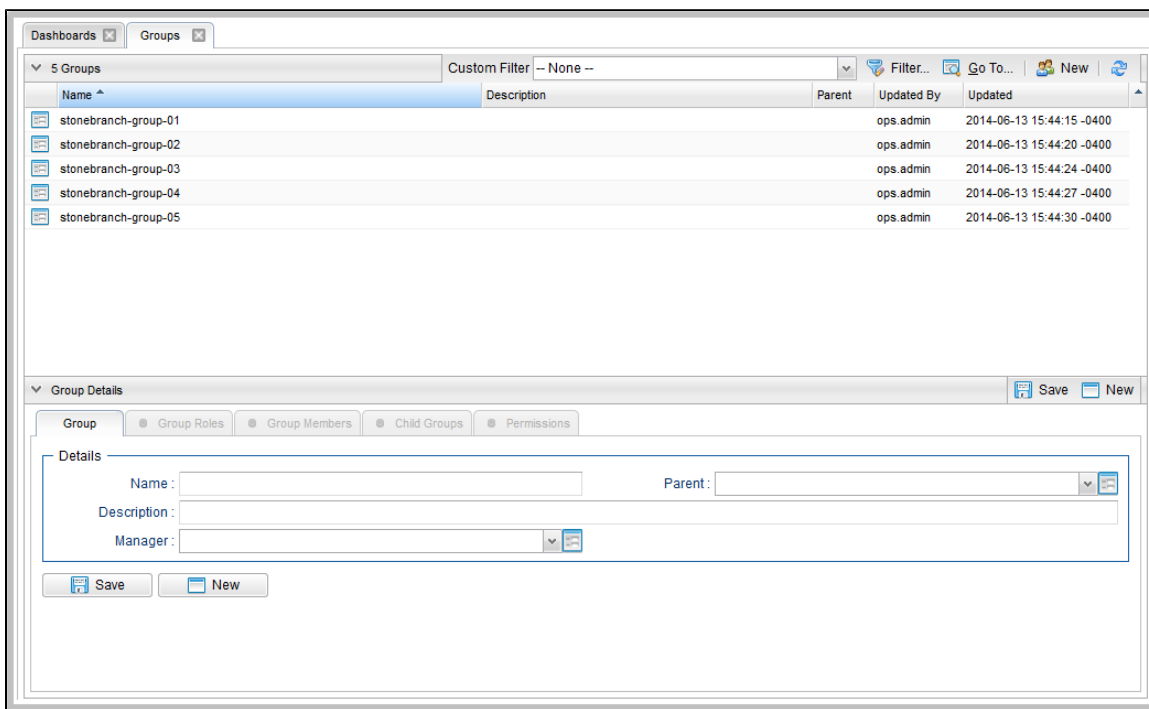 Dashboards Groups
5 Groups Custom Filter -- None -- Filter... Go To... New
Name Description Parent Updated By Updated
stonebranch-group-01 ops.admin 2014-06-13 15:44:15 -0400
stonebranch-group-02 ops.admin 2014-06-13 15:44:20 -0400
stonebranch-group-03 ops.admin 2014-06-13 15:44:24 -0400
stonebranch-group-04 ops.admin 2014-06-13 15:44:27 -0400
stonebranch-group-05 ops.admin 2014-06-13 15:44:30 -0400
Group Details Save New
Group Group Roles Group Members Child Groups Permissions
Details
Name : Parent :
Description :
Manager :
Save New